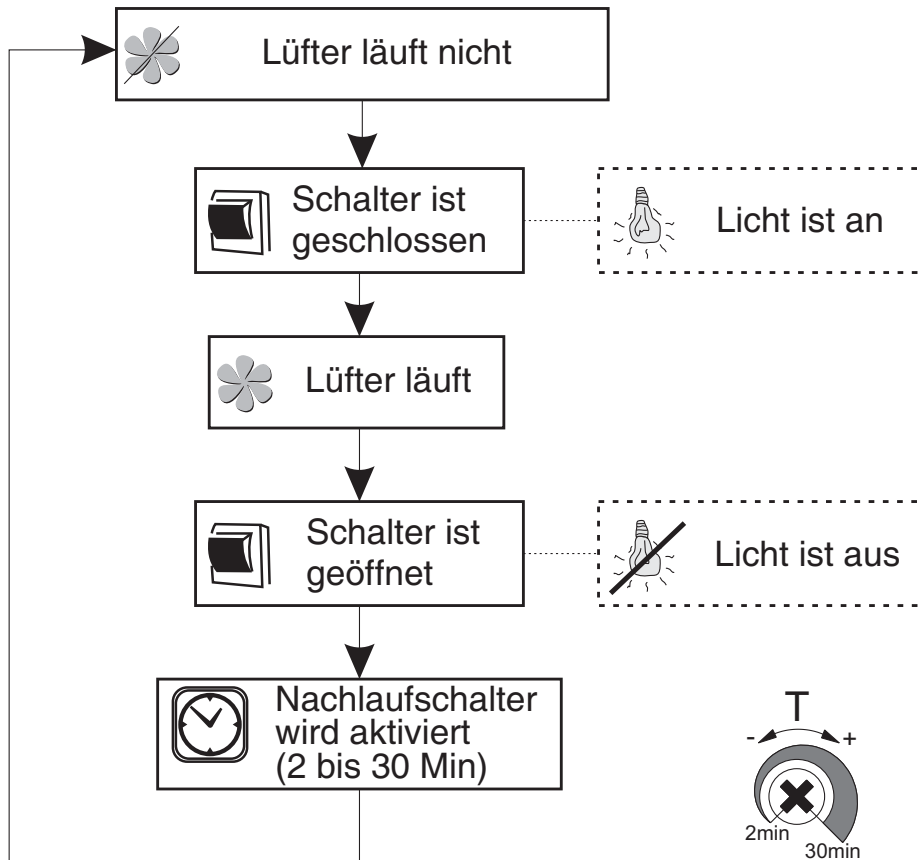 Lüfter läuft nicht
Schalter ist
geschlossen
Licht ist an
Lüfter läuft
Schalter ist
geöffnet
Licht ist aus
Nachlaufschalter
wird aktiviert
(2 bis 30 Min)
T
- +
2min
30min